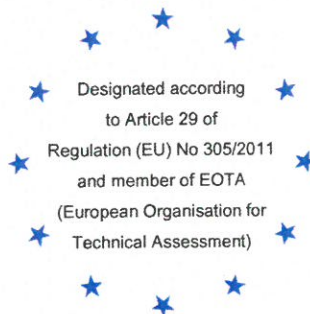 Designated according
to Article 29 of
Regulation (EU) No 305/2011
and member of EOTA
(European Organisation for
Technical Assessment)